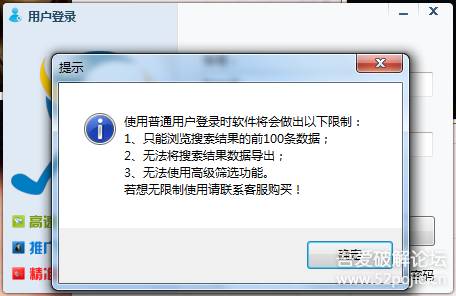 用户登录
提示
使用普通用户登录时软件将会做出以下限制：
1、只能浏览搜索结果的前100条数据；
2、无法将搜索结果数据导出；
3、无法使用高级筛选功能。
若想无限制使用请联系客服购买！
高速
推广
精准
确定
密码
吾爱破解论坛
www.52pojie.cn